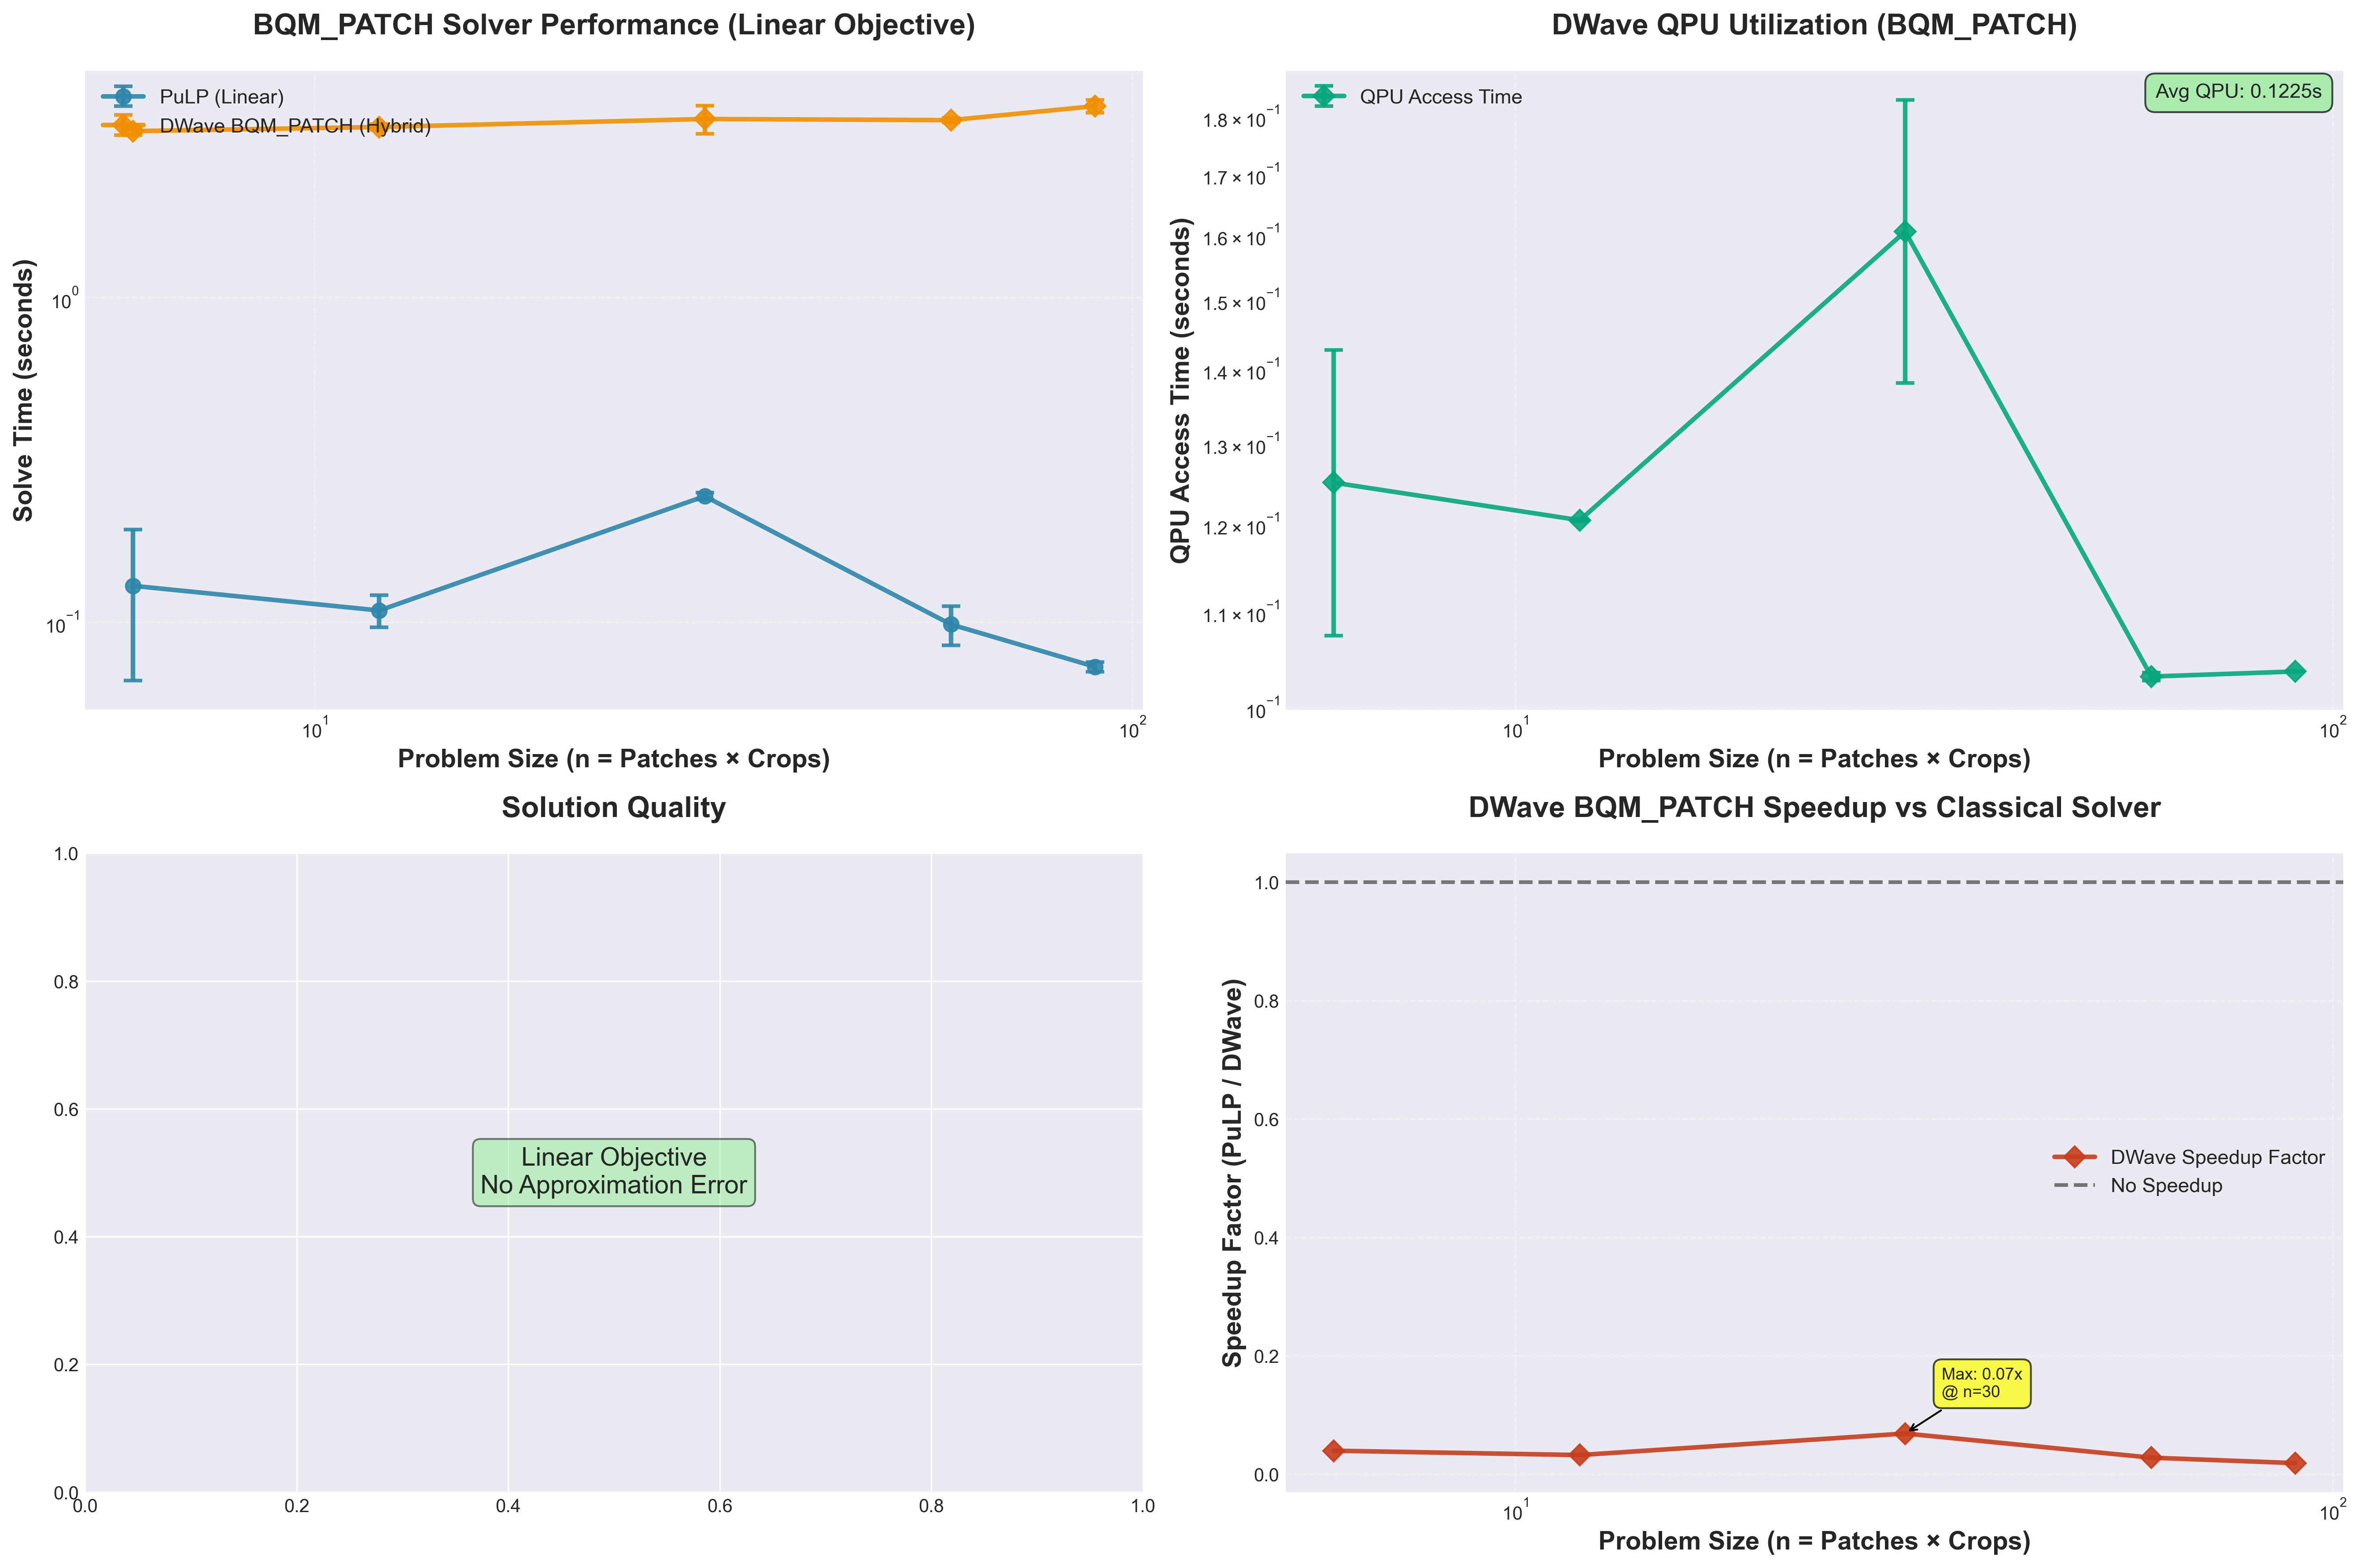 BQM_PATCH Solver Performance (Linear Objective)
PuLP (Linear)
DWave BQM_PATCH (Hybrid)
Solve Time (seconds)
10⁰
10⁻¹
10¹
10²
Problem Size (n = Patches × Crops)
DWave QPU Utilization (BQM_PATCH)
QPU Access Time
Avg QPU: 0.1225s
QPU Access Time (seconds)
1.8 × 10⁻¹
1.7 × 10⁻¹
1.6 × 10⁻¹
1.5 × 10⁻¹
1.4 × 10⁻¹
1.3 × 10⁻¹
1.2 × 10⁻¹
1.1 × 10⁻¹
10⁻¹
10¹
10²
Problem Size (n = Patches × Crops)
Solution Quality
1.0
0.8
0.6
0.4
0.2
0.0
Linear Objective
No Approximation Error
0.0
0.2
0.4
0.6
0.8
1.0
DWave BQM_PATCH Speedup vs Classical Solver
Speedup Factor (PuLP / DWave)
1.0
0.8
0.6
0.4
0.2
0.0
DWave Speedup Factor
No Speedup
Max: 0.07x
@ n=30
10¹
10²
Problem Size (n = Patches × Crops)